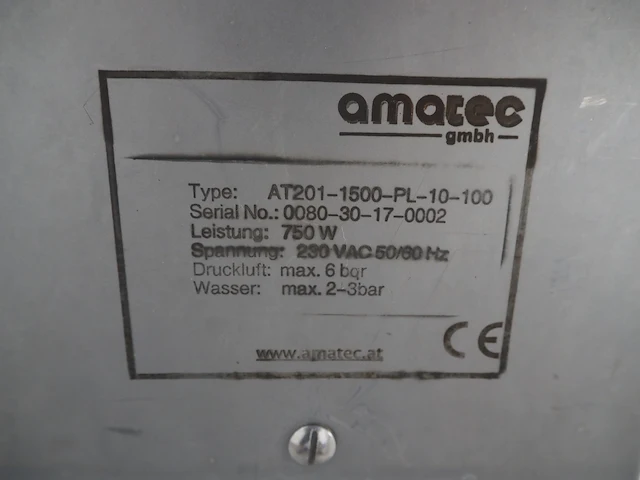 amatec
gmbh
Type: AT201-1500-PL-10-100
Serial No.: 0080-30-17-0002
Leistung: 750 W
Spannung: 230 VAC 50/60 Hz
Druckluft: max. 6 bar
Wasser: max. 2-3bar
www.amatec.at
CE